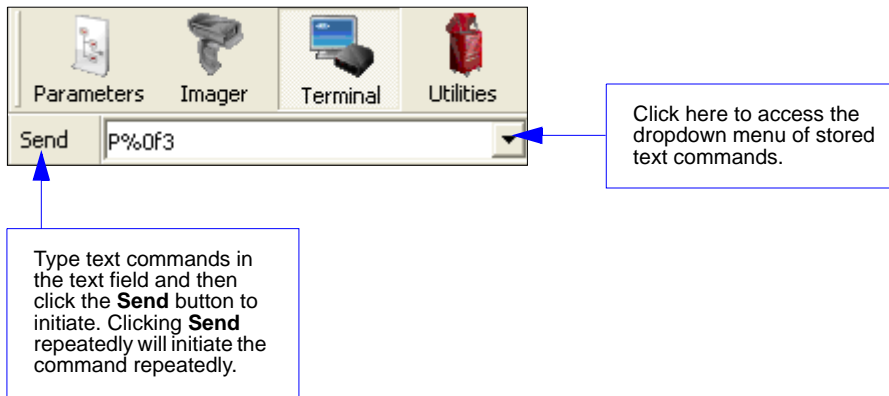 Parameters Imager Terminal Utilities
Send P%0f3
Click here to access the
dropdown menu of stored
text commands.
Type text commands in
the text field and then
click the Send button to
initiate. Clicking Send
repeatedly will initiate the
command repeatedly.